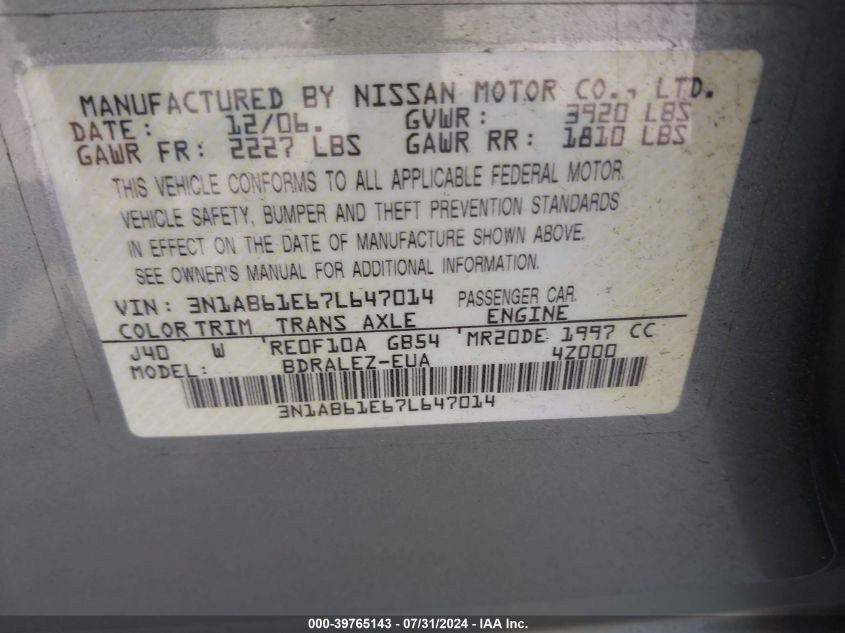 MANUFACTURED BY NISSAN MOTOR CO., LTD.
DATE: 12/06. GVWR: 3920 LBS
GAWR FR: 2227 LBS GAWR RR: 1810 LBS
THIS VEHICLE CONFORMS TO ALL APPLICABLE FEDERAL MOTOR
VEHICLE SAFETY, BUMPER AND THEFT PREVENTION STANDARDS
IN EFFECT ON THE DATE OF MANUFACTURE SHOWN ABOVE.
SEE OWNER'S MANUAL FOR ADDITIONAL INFORMATION.
VIN: 3N1AB61E67L647014 PASSENGER CAR
COLOR TRIM TRANS AXLE ENGINE
J40 W RE0F10A GB54 MR20DE 1997 CC
MODEL: BDRALEZ-EUA 4Z000
3N1AB61E67L647014
000-39765143 - 07/31/2024 - IAA Inc.